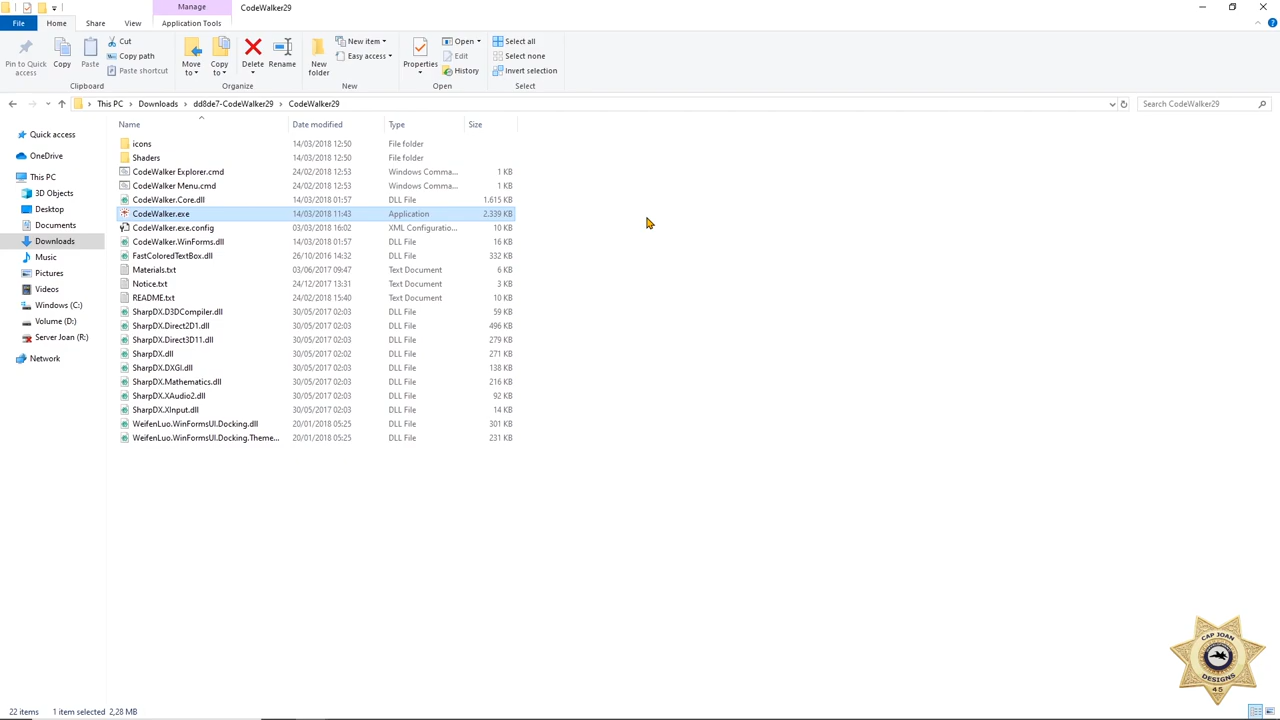 Manage CodeWalker29
File Home Share View Application Tools
Pin to Quick access
Copy
Paste
Cut
Copy path
Paste shortcut
Clipboard
Move to
Copy to
Delete
Rename
Organize
New folder
New item
Easy access
New
Properties
Open
Edit
History
Open
Select all
Select none
Invert selection
Select
This PC Downloads dd8de7-CodeWalker29 CodeWalker29 Search CodeWalker29
Quick access
OneDrive
This PC
3D Objects
Desktop
Documents
Downloads
Music
Pictures
Videos
Windows (C:)
Volume (D:)
Server Joan (R:)
Network
Name Date modified Type Size
icons 14/03/2018 12:50 File folder
Shaders 14/03/2018 12:50 File folder
CodeWalker Explorer.cmd 24/02/2018 12:53 Windows Comma... 1 KB
CodeWalker Menu.cmd 24/02/2018 12:53 Windows Comma... 1 KB
CodeWalker.Core.dll 14/03/2018 01:57 DLL File 1.615 KB
CodeWalker.exe 14/03/2018 11:43 Application 2.339 KB
CodeWalker.exe.config 03/03/2018 16:02 XML Configuratio... 10 KB
CodeWalker.WinForms.dll 14/03/2018 01:57 DLL File 16 KB
FastColoredTextBox.dll 26/10/2016 14:32 DLL File 332 KB
Materials.txt 03/06/2017 09:47 Text Document 6 KB
Notice.txt 24/12/2017 13:31 Text Document 3 KB
README.txt 24/02/2018 15:40 Text Document 10 KB
SharpDX.D3DCompiler.dll 30/05/2017 02:03 DLL File 59 KB
SharpDX.Direct2D1.dll 30/05/2017 02:03 DLL File 496 KB
SharpDX.Direct3D11.dll 30/05/2017 02:03 DLL File 279 KB
SharpDX.dll 30/05/2017 02:02 DLL File 271 KB
SharpDX.DXGI.dll 30/05/2017 02:03 DLL File 138 KB
SharpDX.Mathematics.dll 30/05/2017 02:03 DLL File 216 KB
SharpDX.XAudio2.dll 30/05/2017 02:03 DLL File 92 KB
SharpDX.XInput.dll 30/05/2017 02:03 DLL File 14 KB
WeifenLuo.WinFormsUI.Docking.dll 20/01/2018 05:25 DLL File 301 KB
WeifenLuo.WinFormsUI.Docking.Theme... 20/01/2018 05:25 DLL File 231 KB
CAP JOAN
DESIGNS
45
22 items 1 item selected 2,28 MB